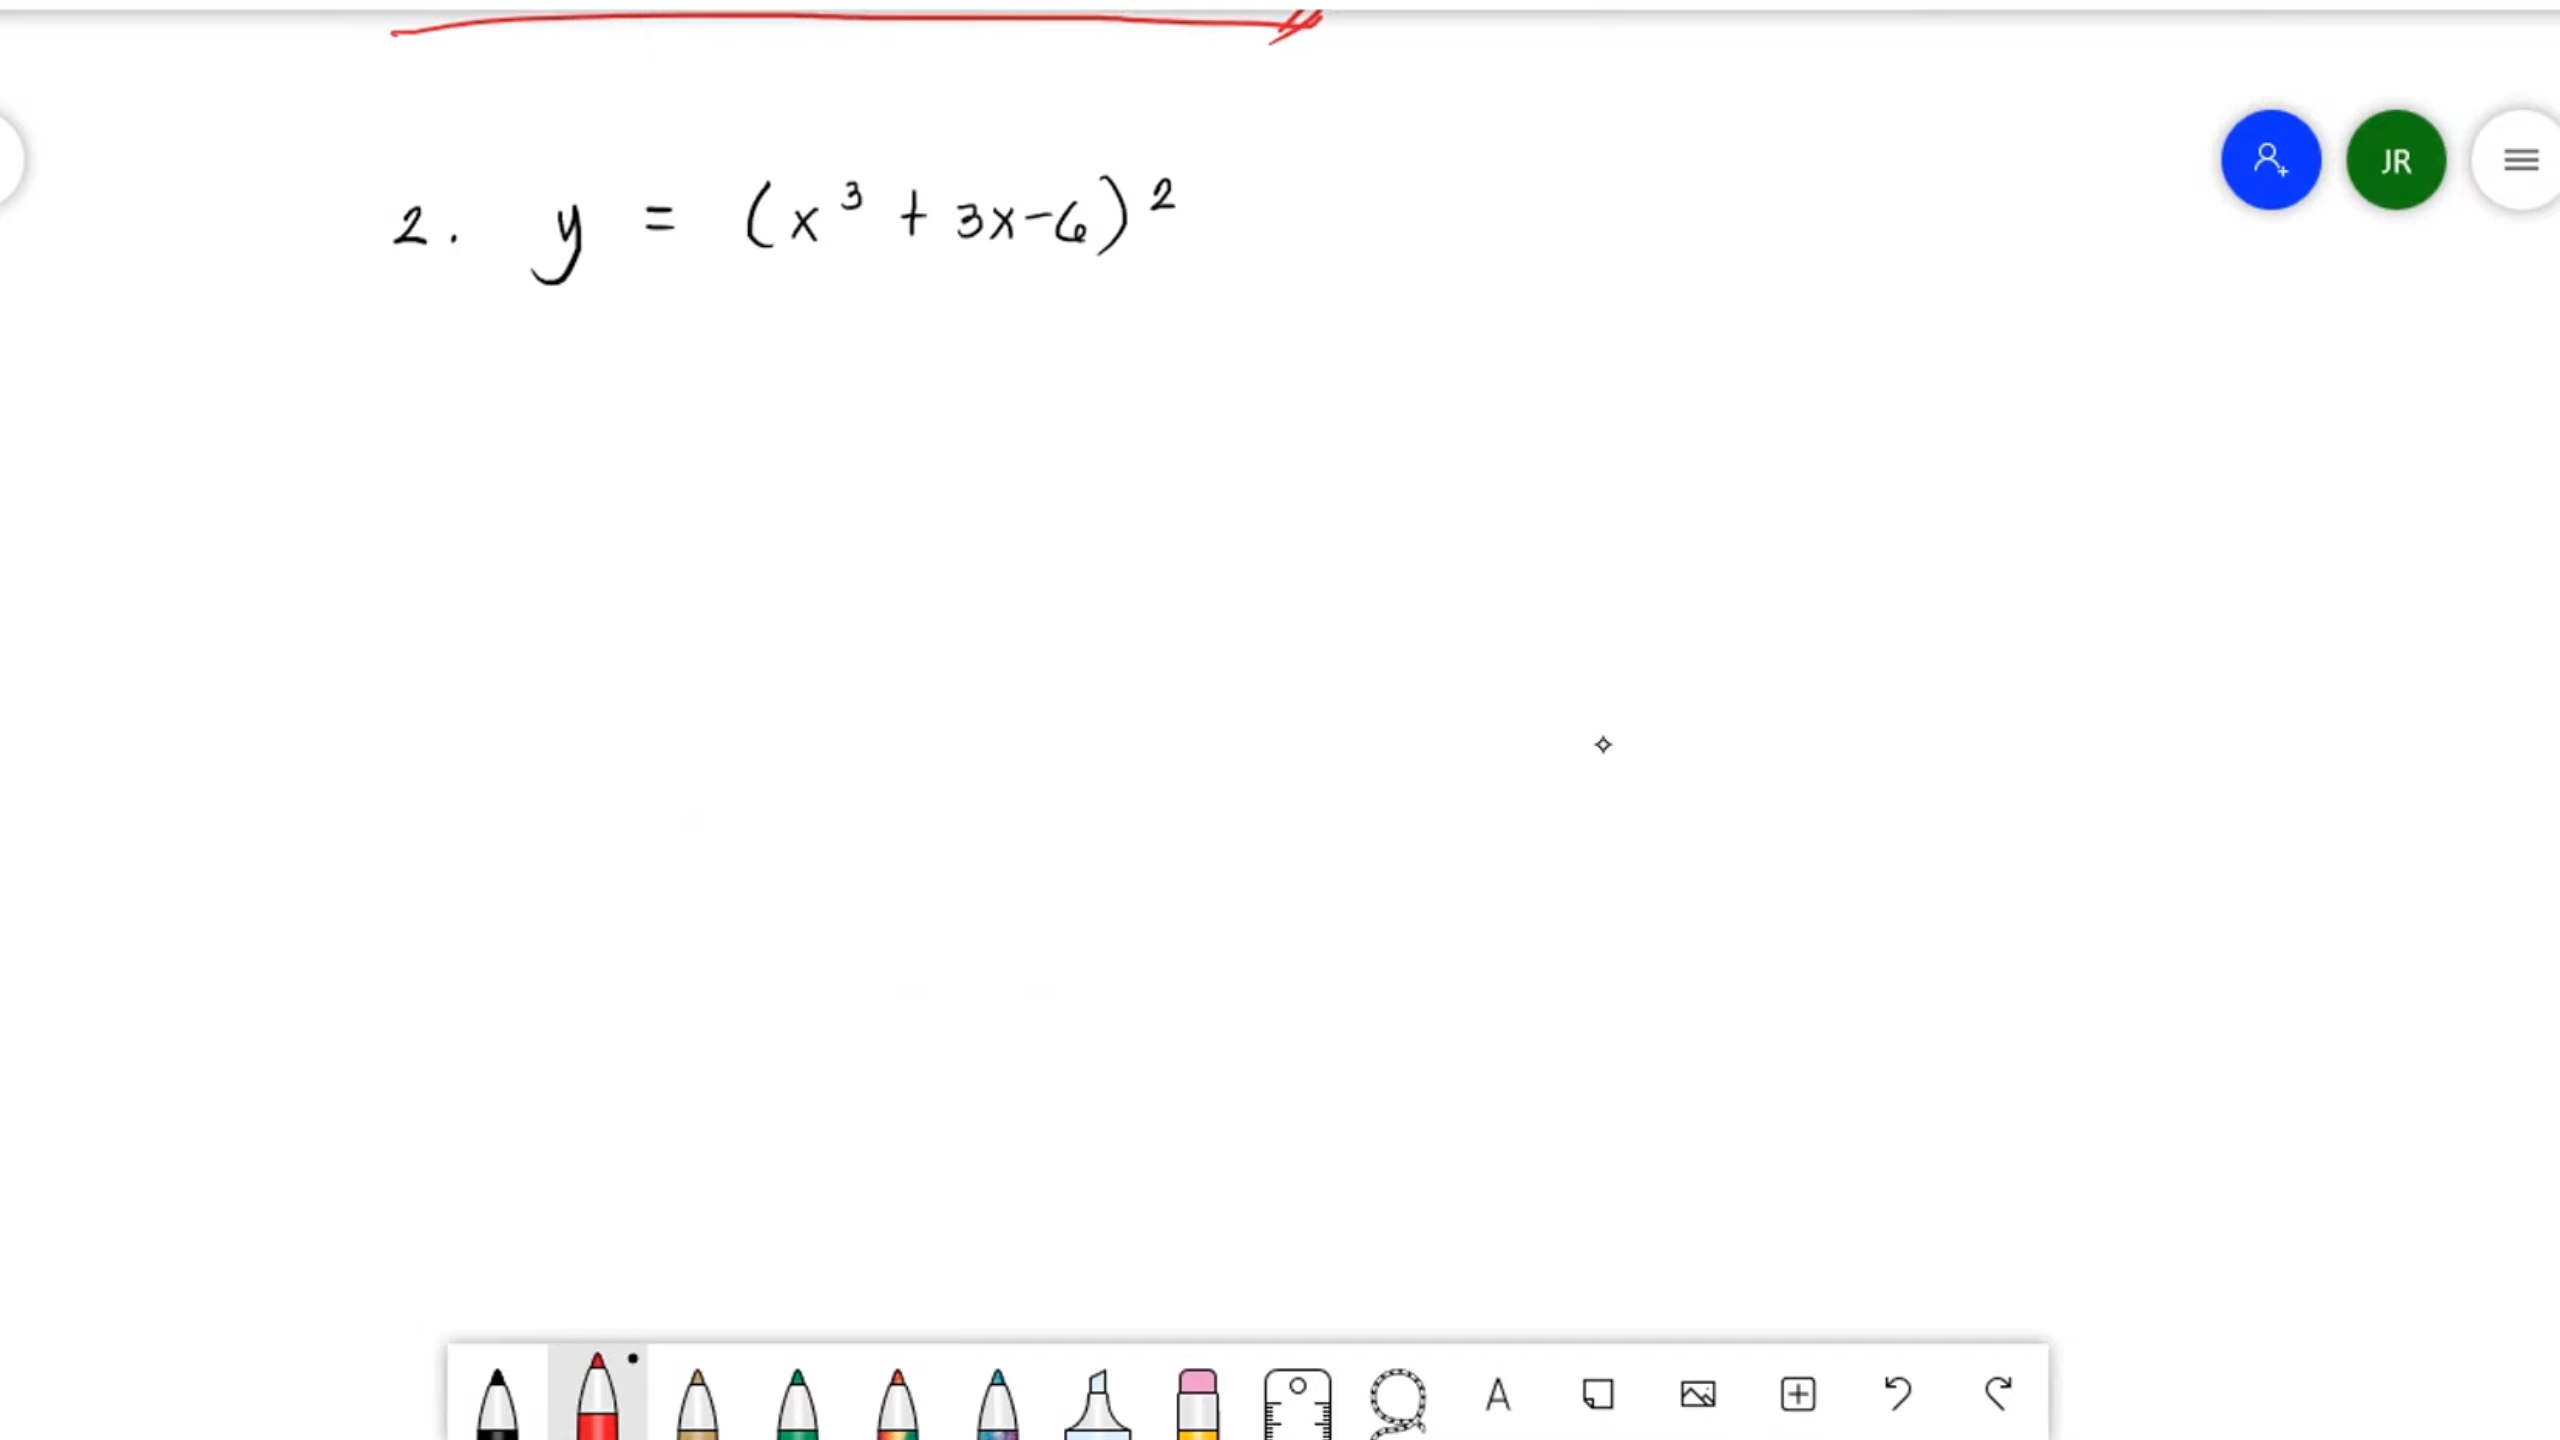 JR
2. y = (x³ + 3x-6)²